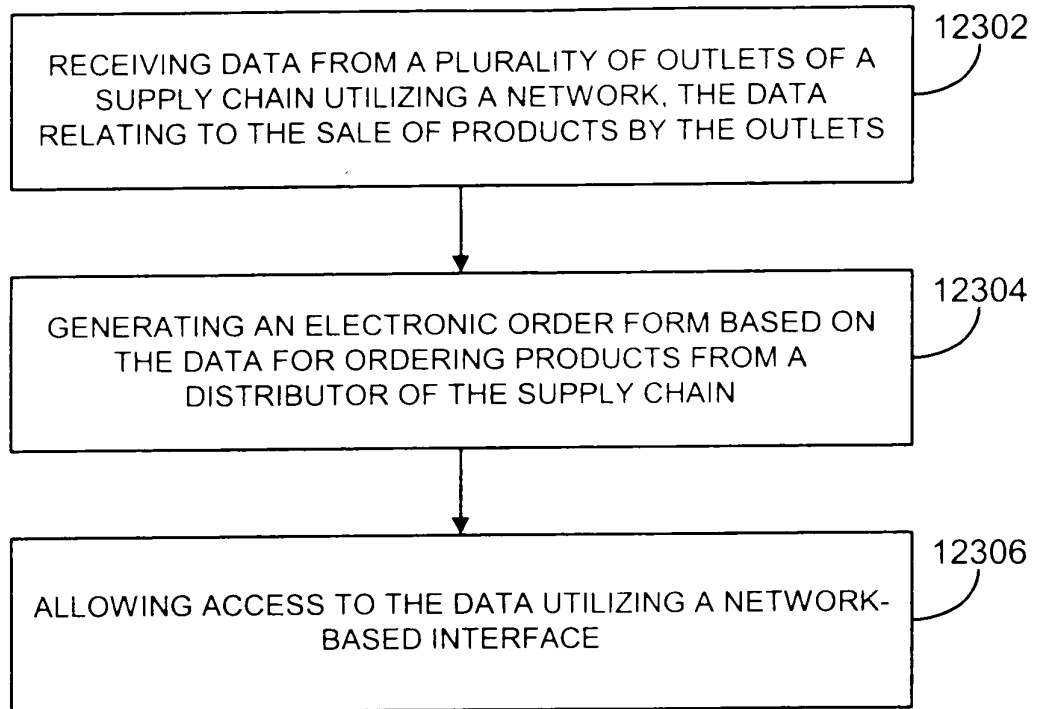 12302
RECEIVING DATA FROM A PLURALITY OF OUTLETS OF A
SUPPLY CHAIN UTILIZING A NETWORK, THE DATA
RELATING TO THE SALE OF PRODUCTS BY THE OUTLETS
12304
GENERATING AN ELECTRONIC ORDER FORM BASED ON
THE DATA FOR ORDERING PRODUCTS FROM A
DISTRIBUTOR OF THE SUPPLY CHAIN
12306
ALLOWING ACCESS TO THE DATA UTILIZING A NETWORK-
BASED INTERFACE